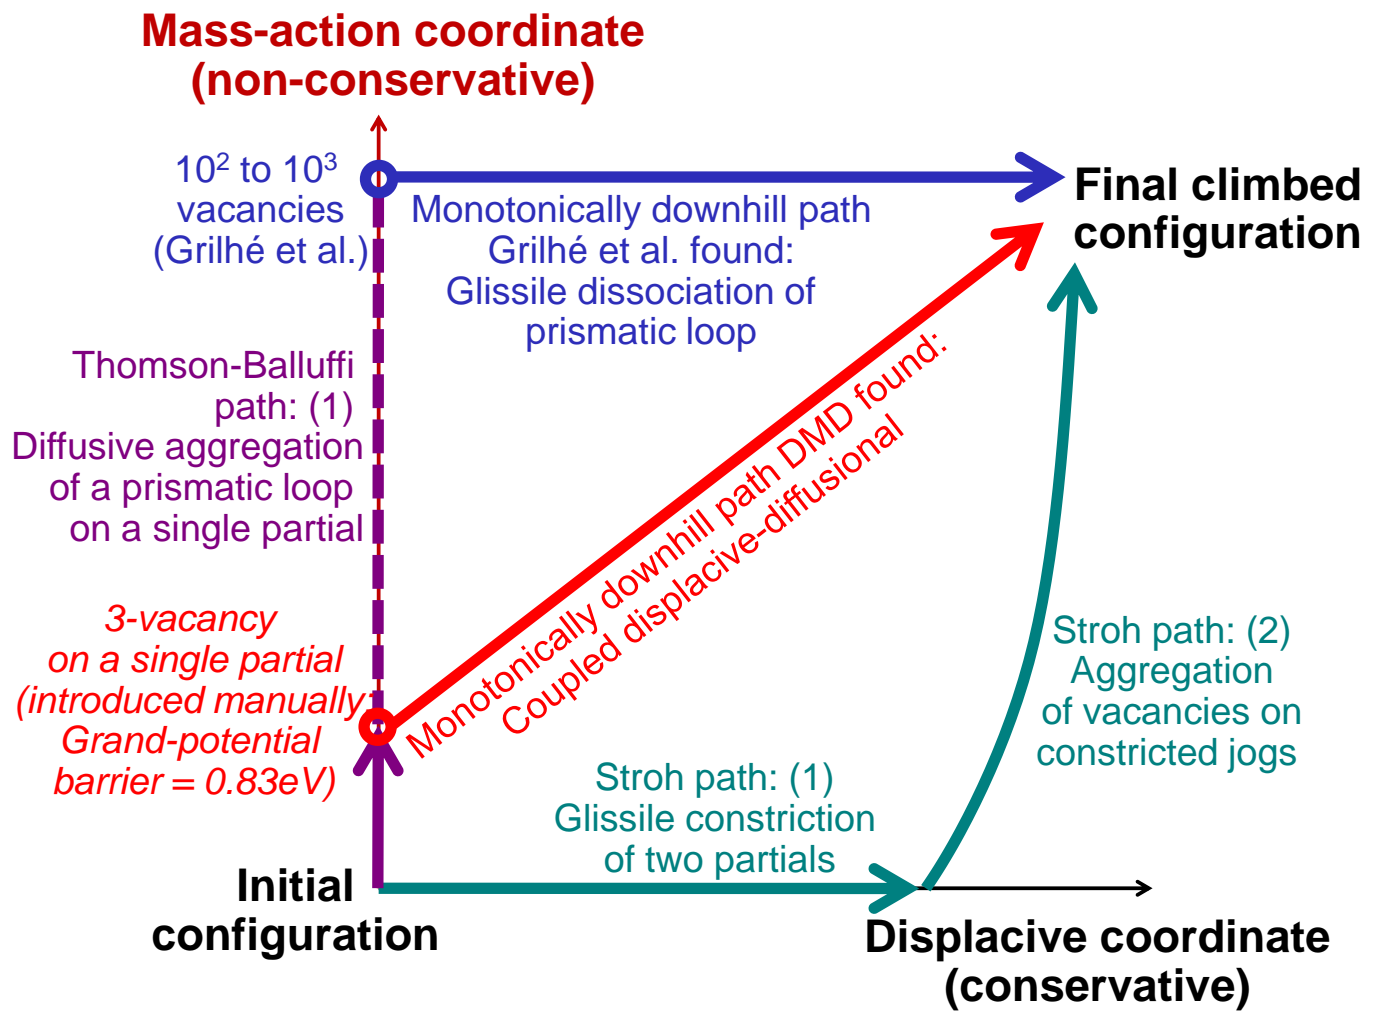 Mass-action coordinate
(non-conservative)
10² to 10³
vacancies
(Grilhé et al.)
Monotonically downhill path
Grilhé et al. found:
Glissile dissociation of
prismatic loop
Final climbed
configuration
Thomson-Balluffi
path: (1)
Diffusive aggregation
of a prismatic loop
on a single partial
Monotonically downhill path DMD found:
Coupled displacive-diffusional
3-vacancy
on a single partial
(introduced manually:
Grand-potential
barrier = 0.83eV)
Stroh path: (2)
Aggregation
of vacancies on
constricted jogs
Stroh path: (1)
Glissile constriction
of two partials
Initial
configuration
Displacive coordinate
(conservative)